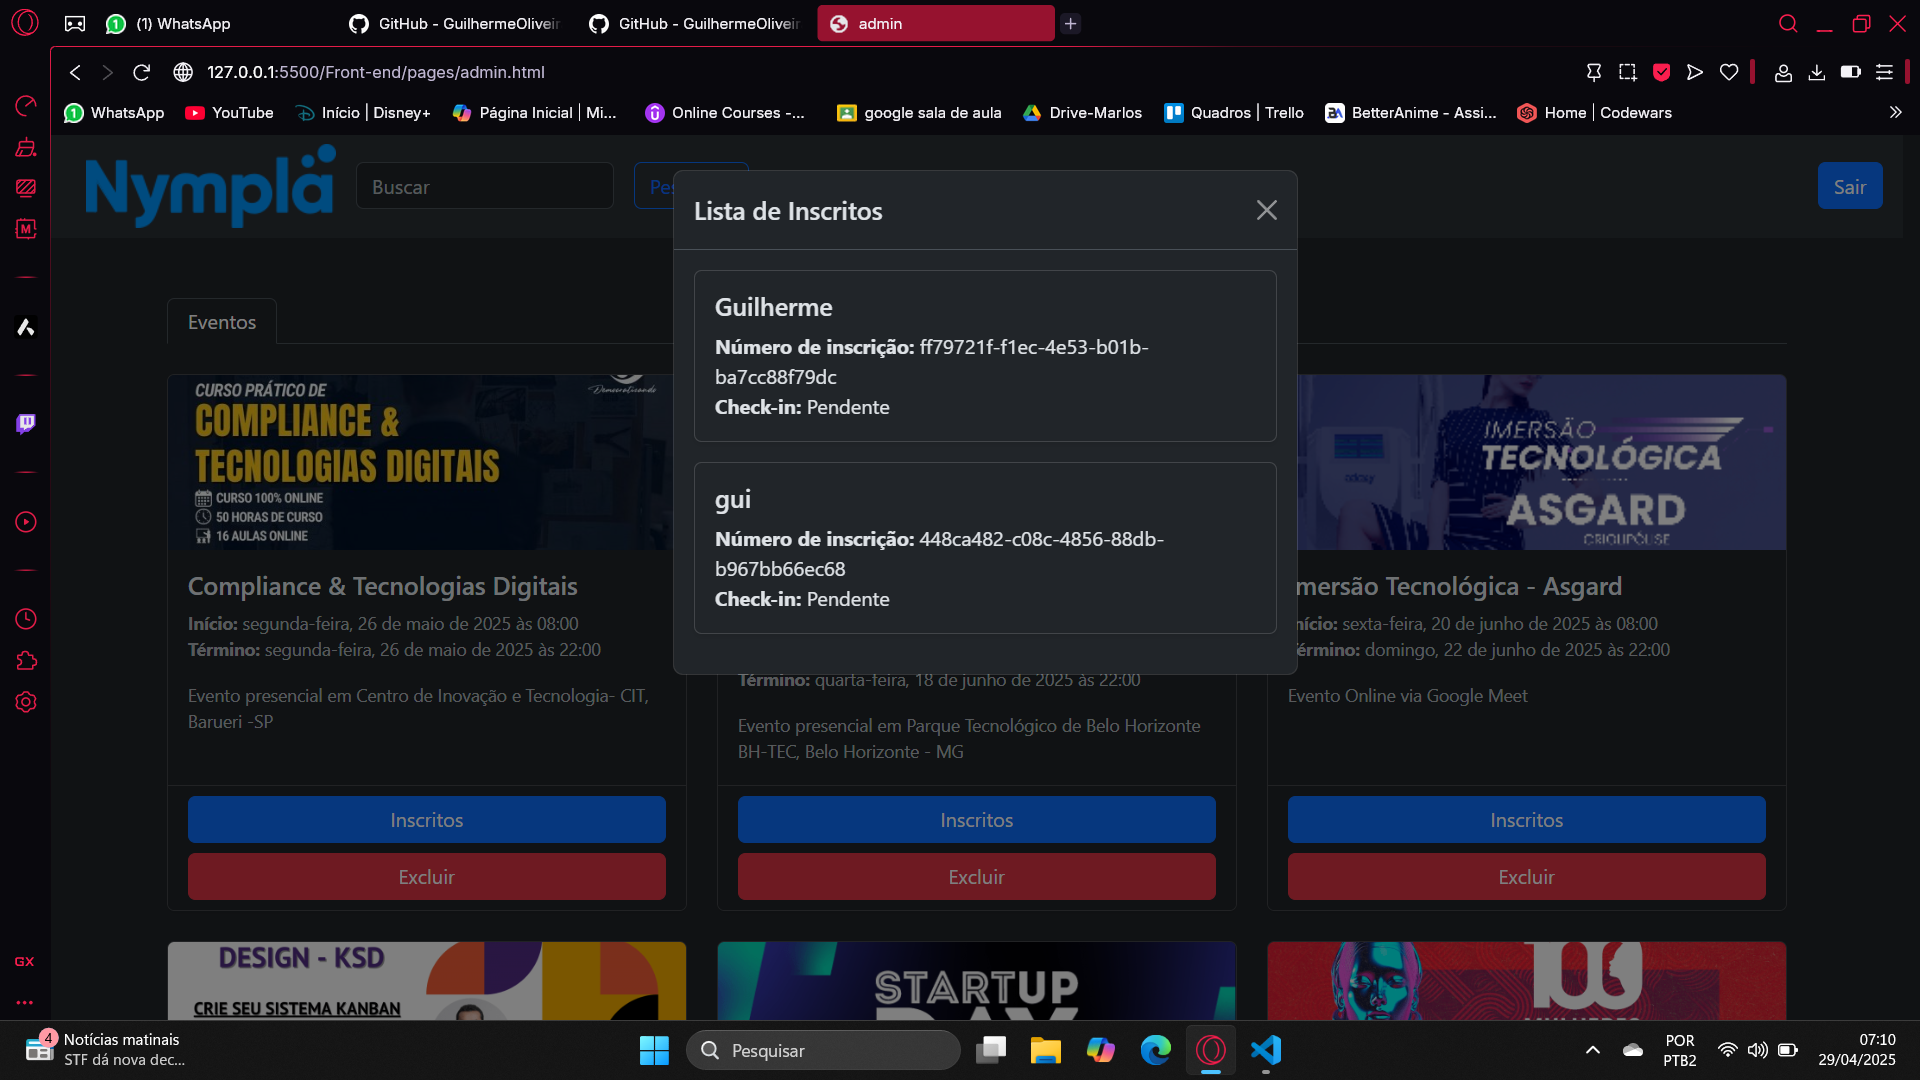 (1) WhatsApp
GitHub - GuilhermeOliveir
GitHub - GuilhermeOliveir
admin
127.0.0.1:5500/Front-end/pages/admin.html
WhatsApp
YouTube
Início | Disney+
Página Inicial | Mi...
Online Courses -...
google sala de aula
Drive-Marlos
Quadros | Trello
BetterAnime - Assi...
Home | Codewars
Nympla
Buscar
Pes
Sair
Lista de Inscritos
Guilherme
Número de inscrição: ff79721f-f1ec-4e53-b01b-
ba7cc88f79dc
Check-in: Pendente
gui
Número de inscrição: 448ca482-c08c-4856-88db-
b967bb66ec68
Check-in: Pendente
Eventos
CURSO PRÁTICO DE
COMPLIANCE &
TECNOLOGIAS DIGITAIS
CURSO 100% ONLINE
50 HORAS DE CURSO
16 AULAS ONLINE
Democraticando
Compliance & Tecnologias Digitais
Início: segunda-feira, 26 de maio de 2025 às 08:00
Término: segunda-feira, 26 de maio de 2025 às 22:00
Evento presencial em Centro de Inovação e Tecnologia- CIT,
Barueri -SP
Inscritos
Excluir
Término: quarta-feira, 18 de junho de 2025 às 22:00
Evento presencial em Parque Tecnológico de Belo Horizonte
BH-TEC, Belo Horizonte - MG
Inscritos
Excluir
IMERSÃO
TECNOLÓGICA
ASGARD
mersão Tecnológica - Asgard
nício: sexta-feira, 20 de junho de 2025 às 08:00
érmino: domingo, 22 de junho de 2025 às 22:00
Evento Online via Google Meet
Inscritos
Excluir
DESIGN - KSD
CRIE SEU SISTEMA KANBAN
STARTUP
DAY
100
MULHERES
GX
4
Notícias matinais
STF dá nova dec...
Pesquisar
POR
PTB2
07:10
29/04/2025